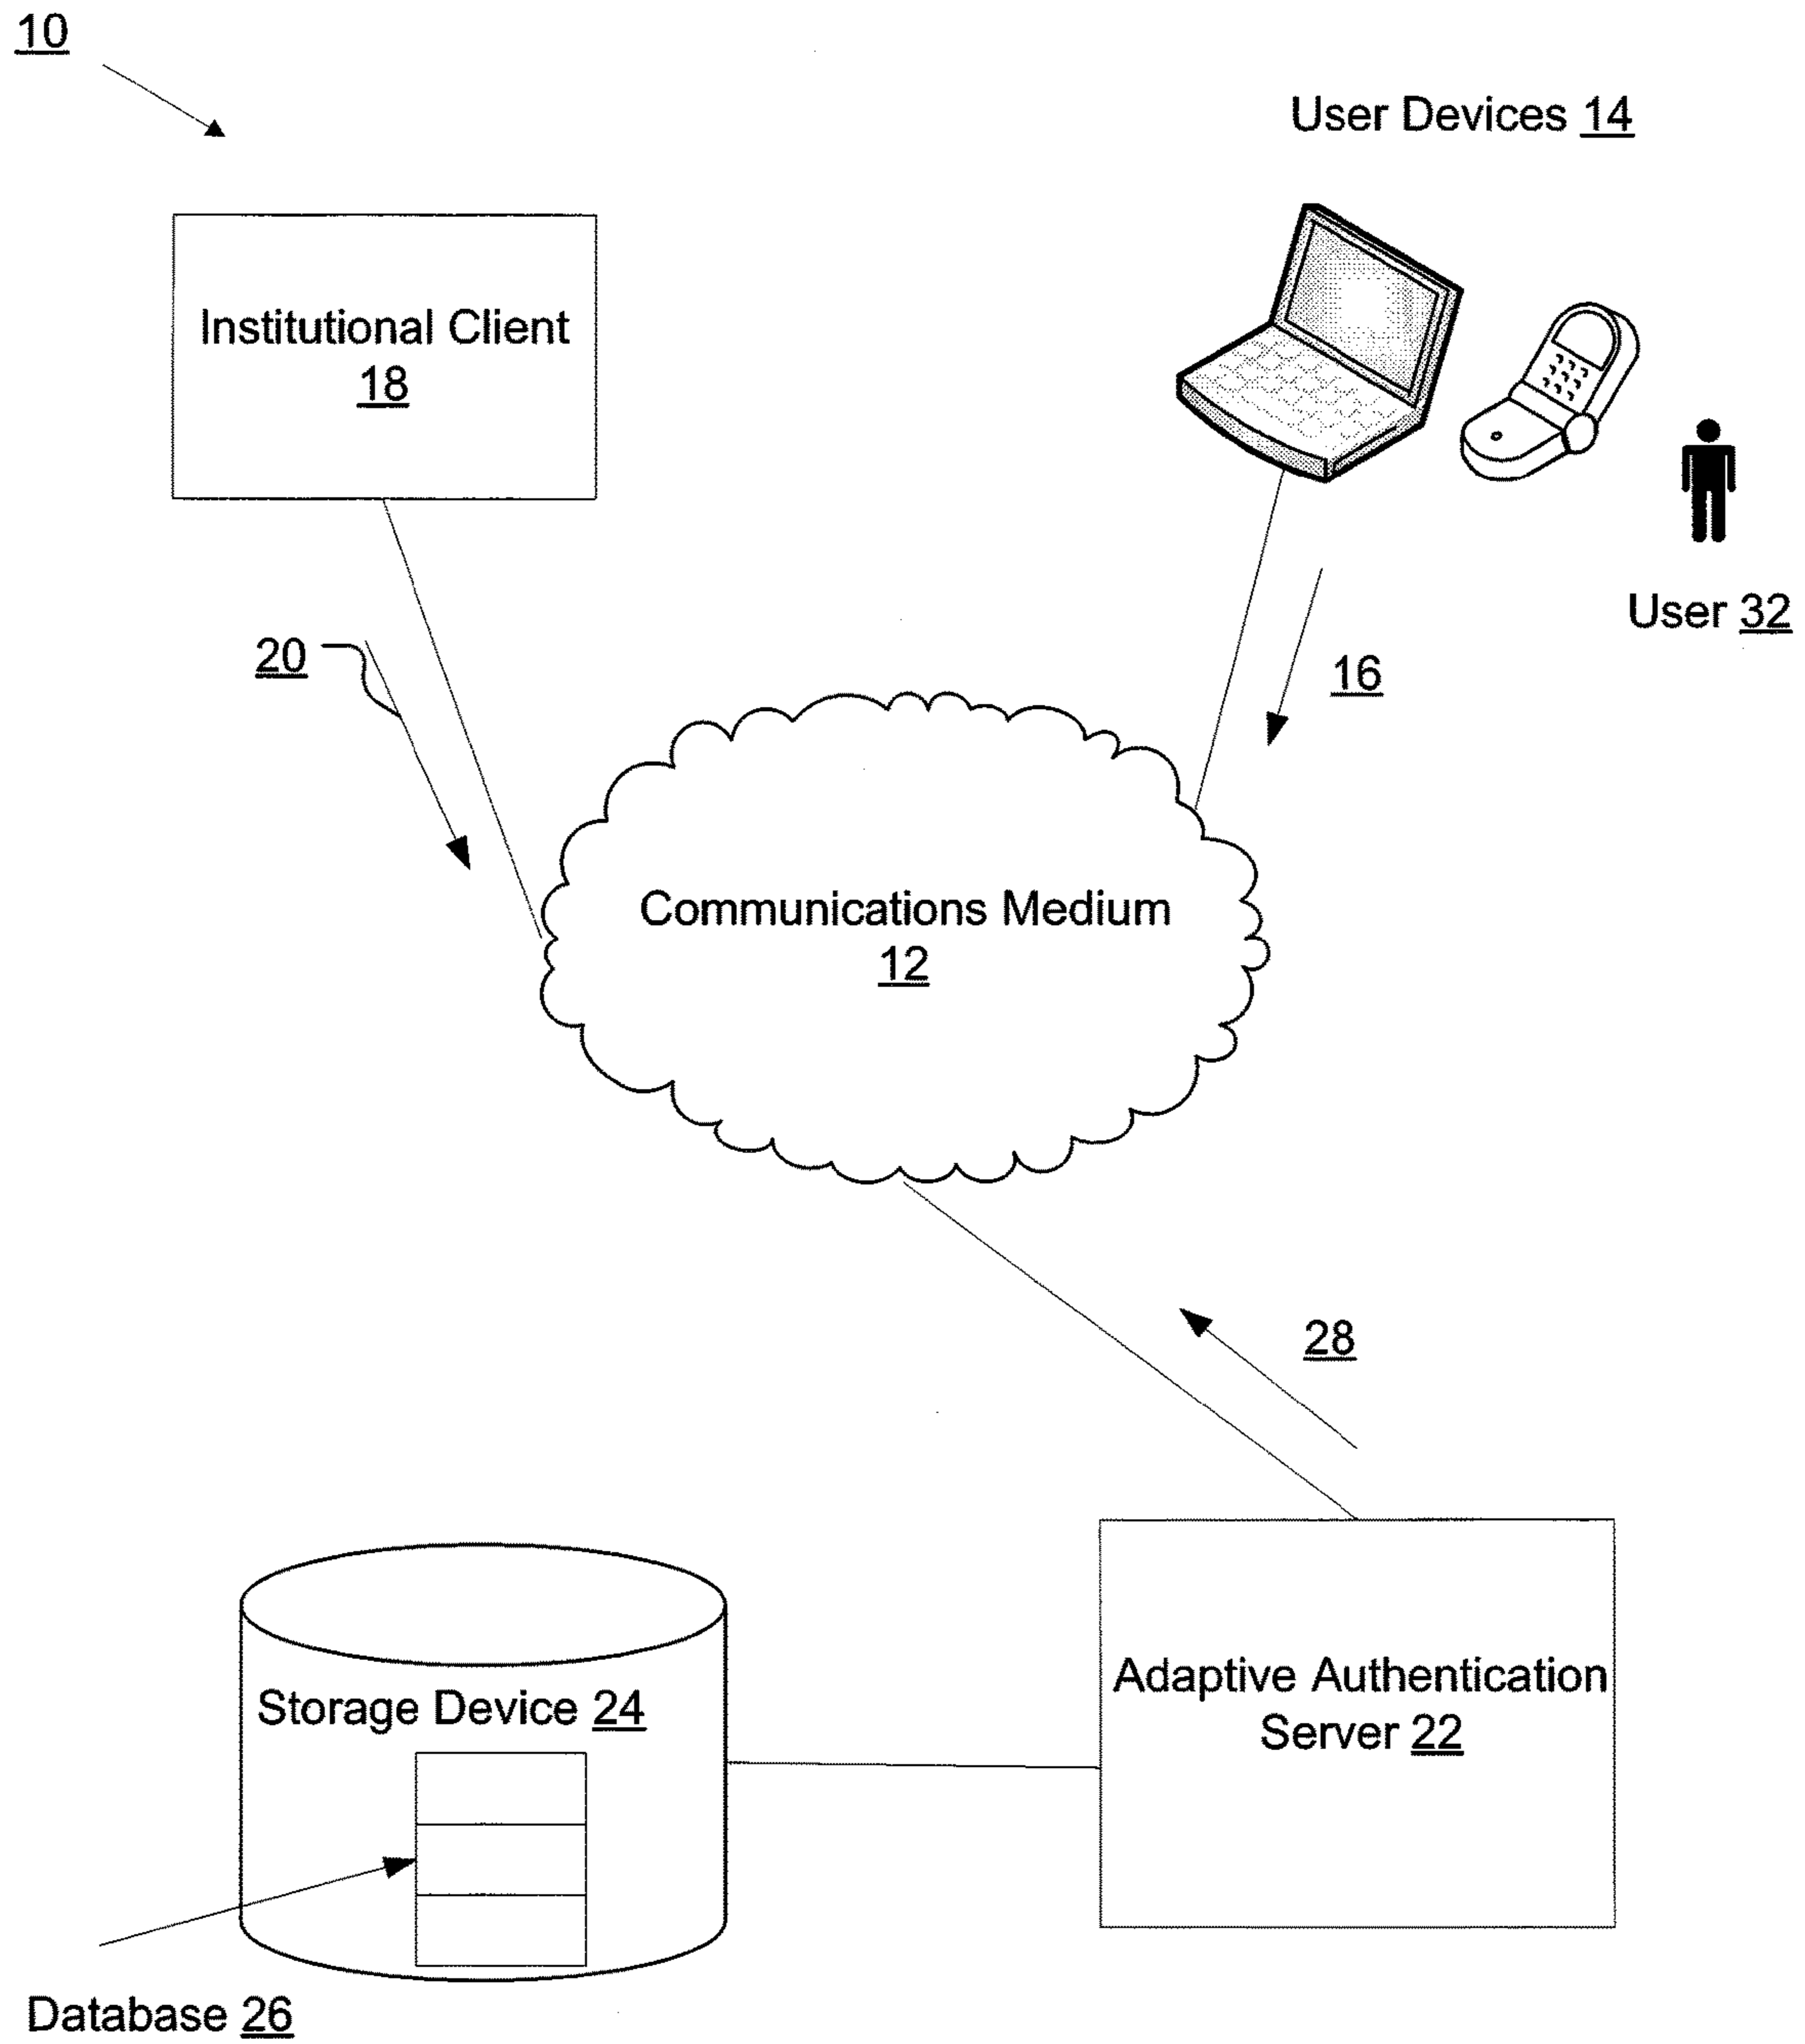 10
User Devices 14
Institutional Client
18
User 32
20
16
Communications Medium
12
28
Adaptive Authentication
Server 22
Storage Device 24
Database 26